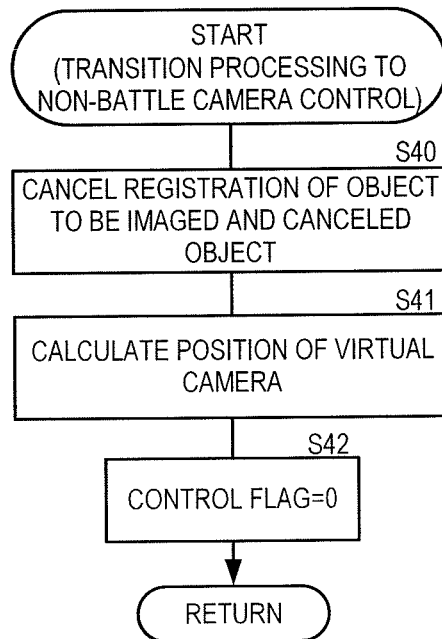 START
(TRANSITION PROCESSING TO
NON-BATTLE CAMERA CONTROL)
S40
CANCEL REGISTRATION OF OBJECT
TO BE IMAGED AND CANCELED
OBJECT
S41
CALCULATE POSITION OF VIRTUAL
CAMERA
S42
CONTROL FLAG=0
RETURN